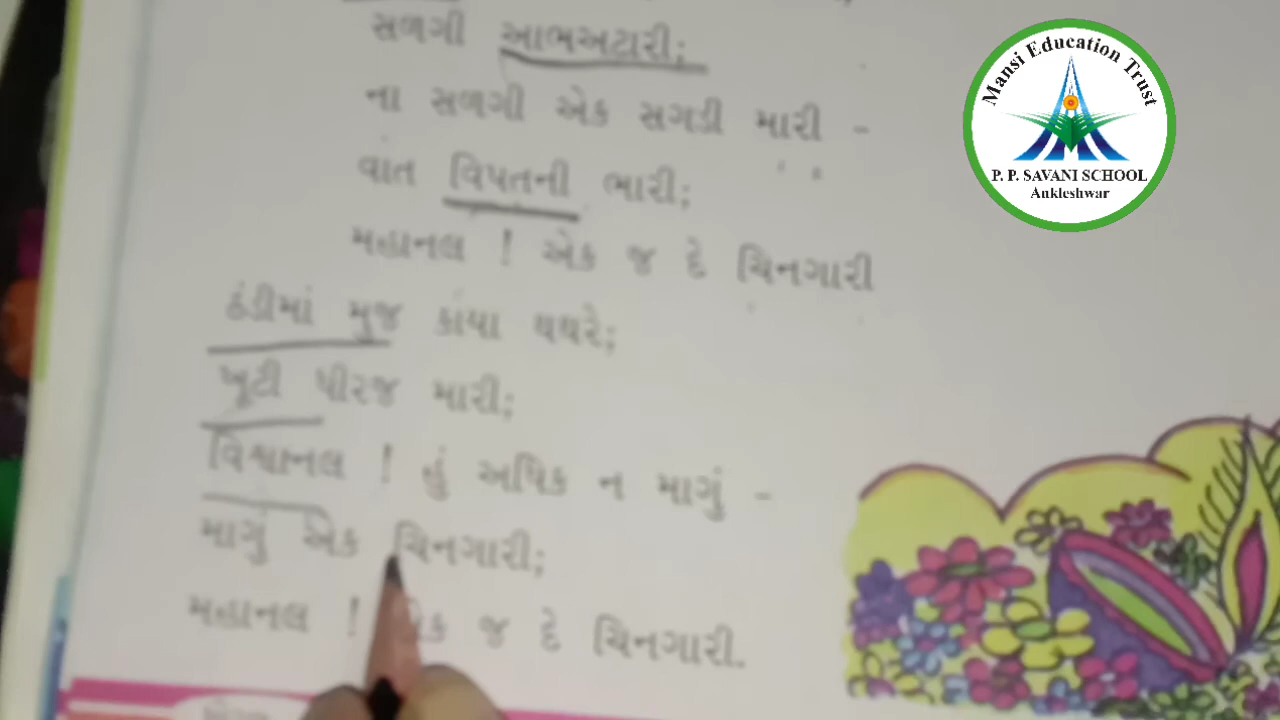 સળગી આભઅટારી;
ના સળગી એક સગડી મારી -
વાત વિપતની ભારી;
મહાનલ ! એક જ દે ચિનગારી
ઠંડીમાં મુજ કાયા થથરે;
ખૂટી ધીરજ મારી;
વિશ્વાનલ ! હું અધિક ન માગું -
માગું એક ચિનગારી;
મહાનલ ! એક જ દે ચિનગારી.
Mansi Education Trust
P. P. SAVANI SCHOOL
Ankleshwar